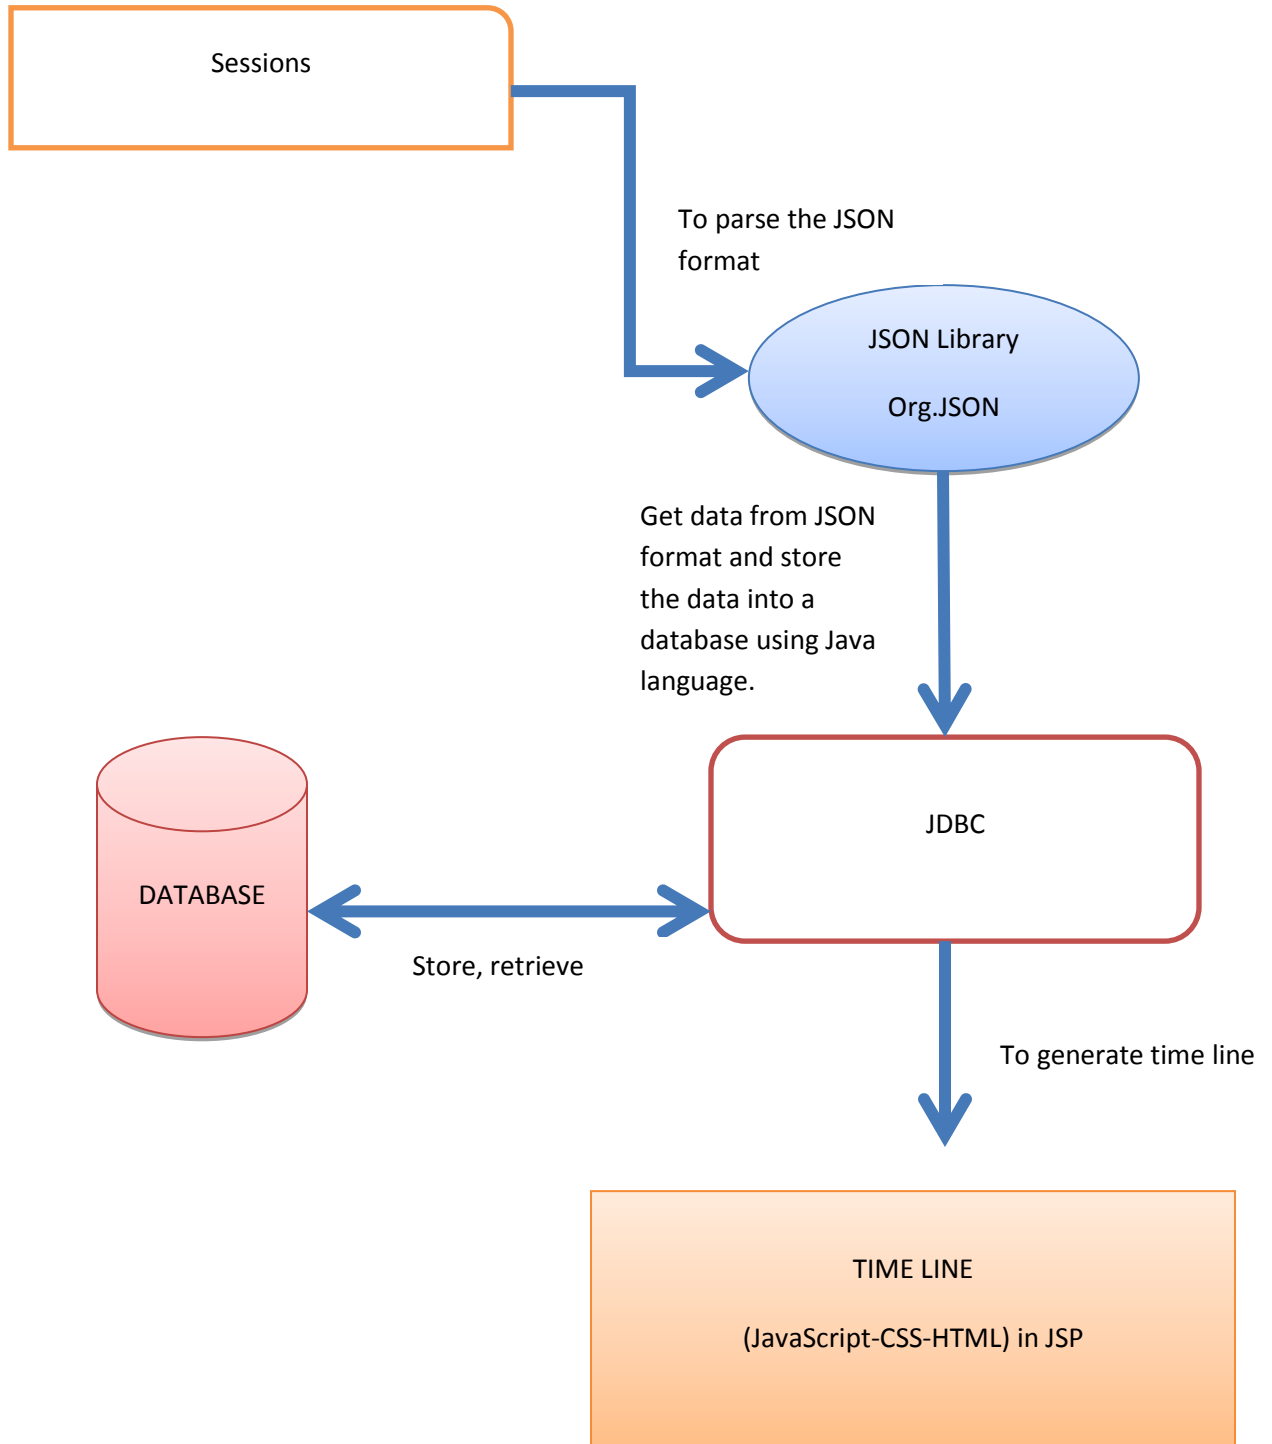 Sessions
To parse the JSON
format
JSON Library
Org.JSON
Get data from JSON
format and store
the data into a
database using Java
language.
JDBC
DATABASE
Store, retrieve
To generate time line
TIME LINE
(JavaScript-CSS-HTML) in JSP